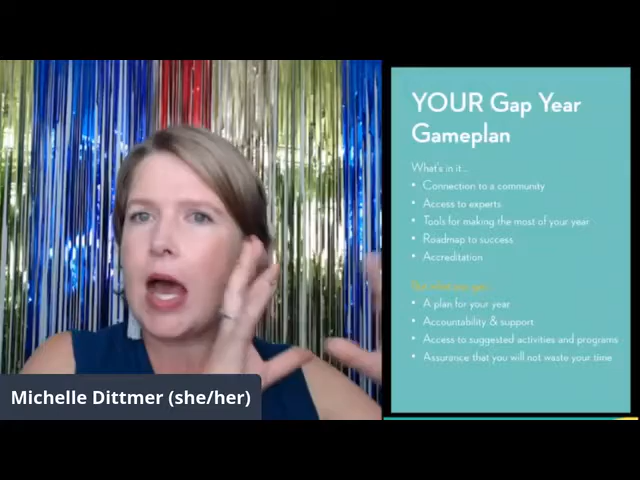 YOUR Gap Year
Gameplan
What's in it...
• Connection to a community
• Access to experts
• Tools for making the most of your year
• Roadmap to success
• Accreditation
• A plan for your year
• Accountability & support
• Access to suggested activities and programs
• Assurance that you will not waste your time
Michelle Dittmer (she/her)